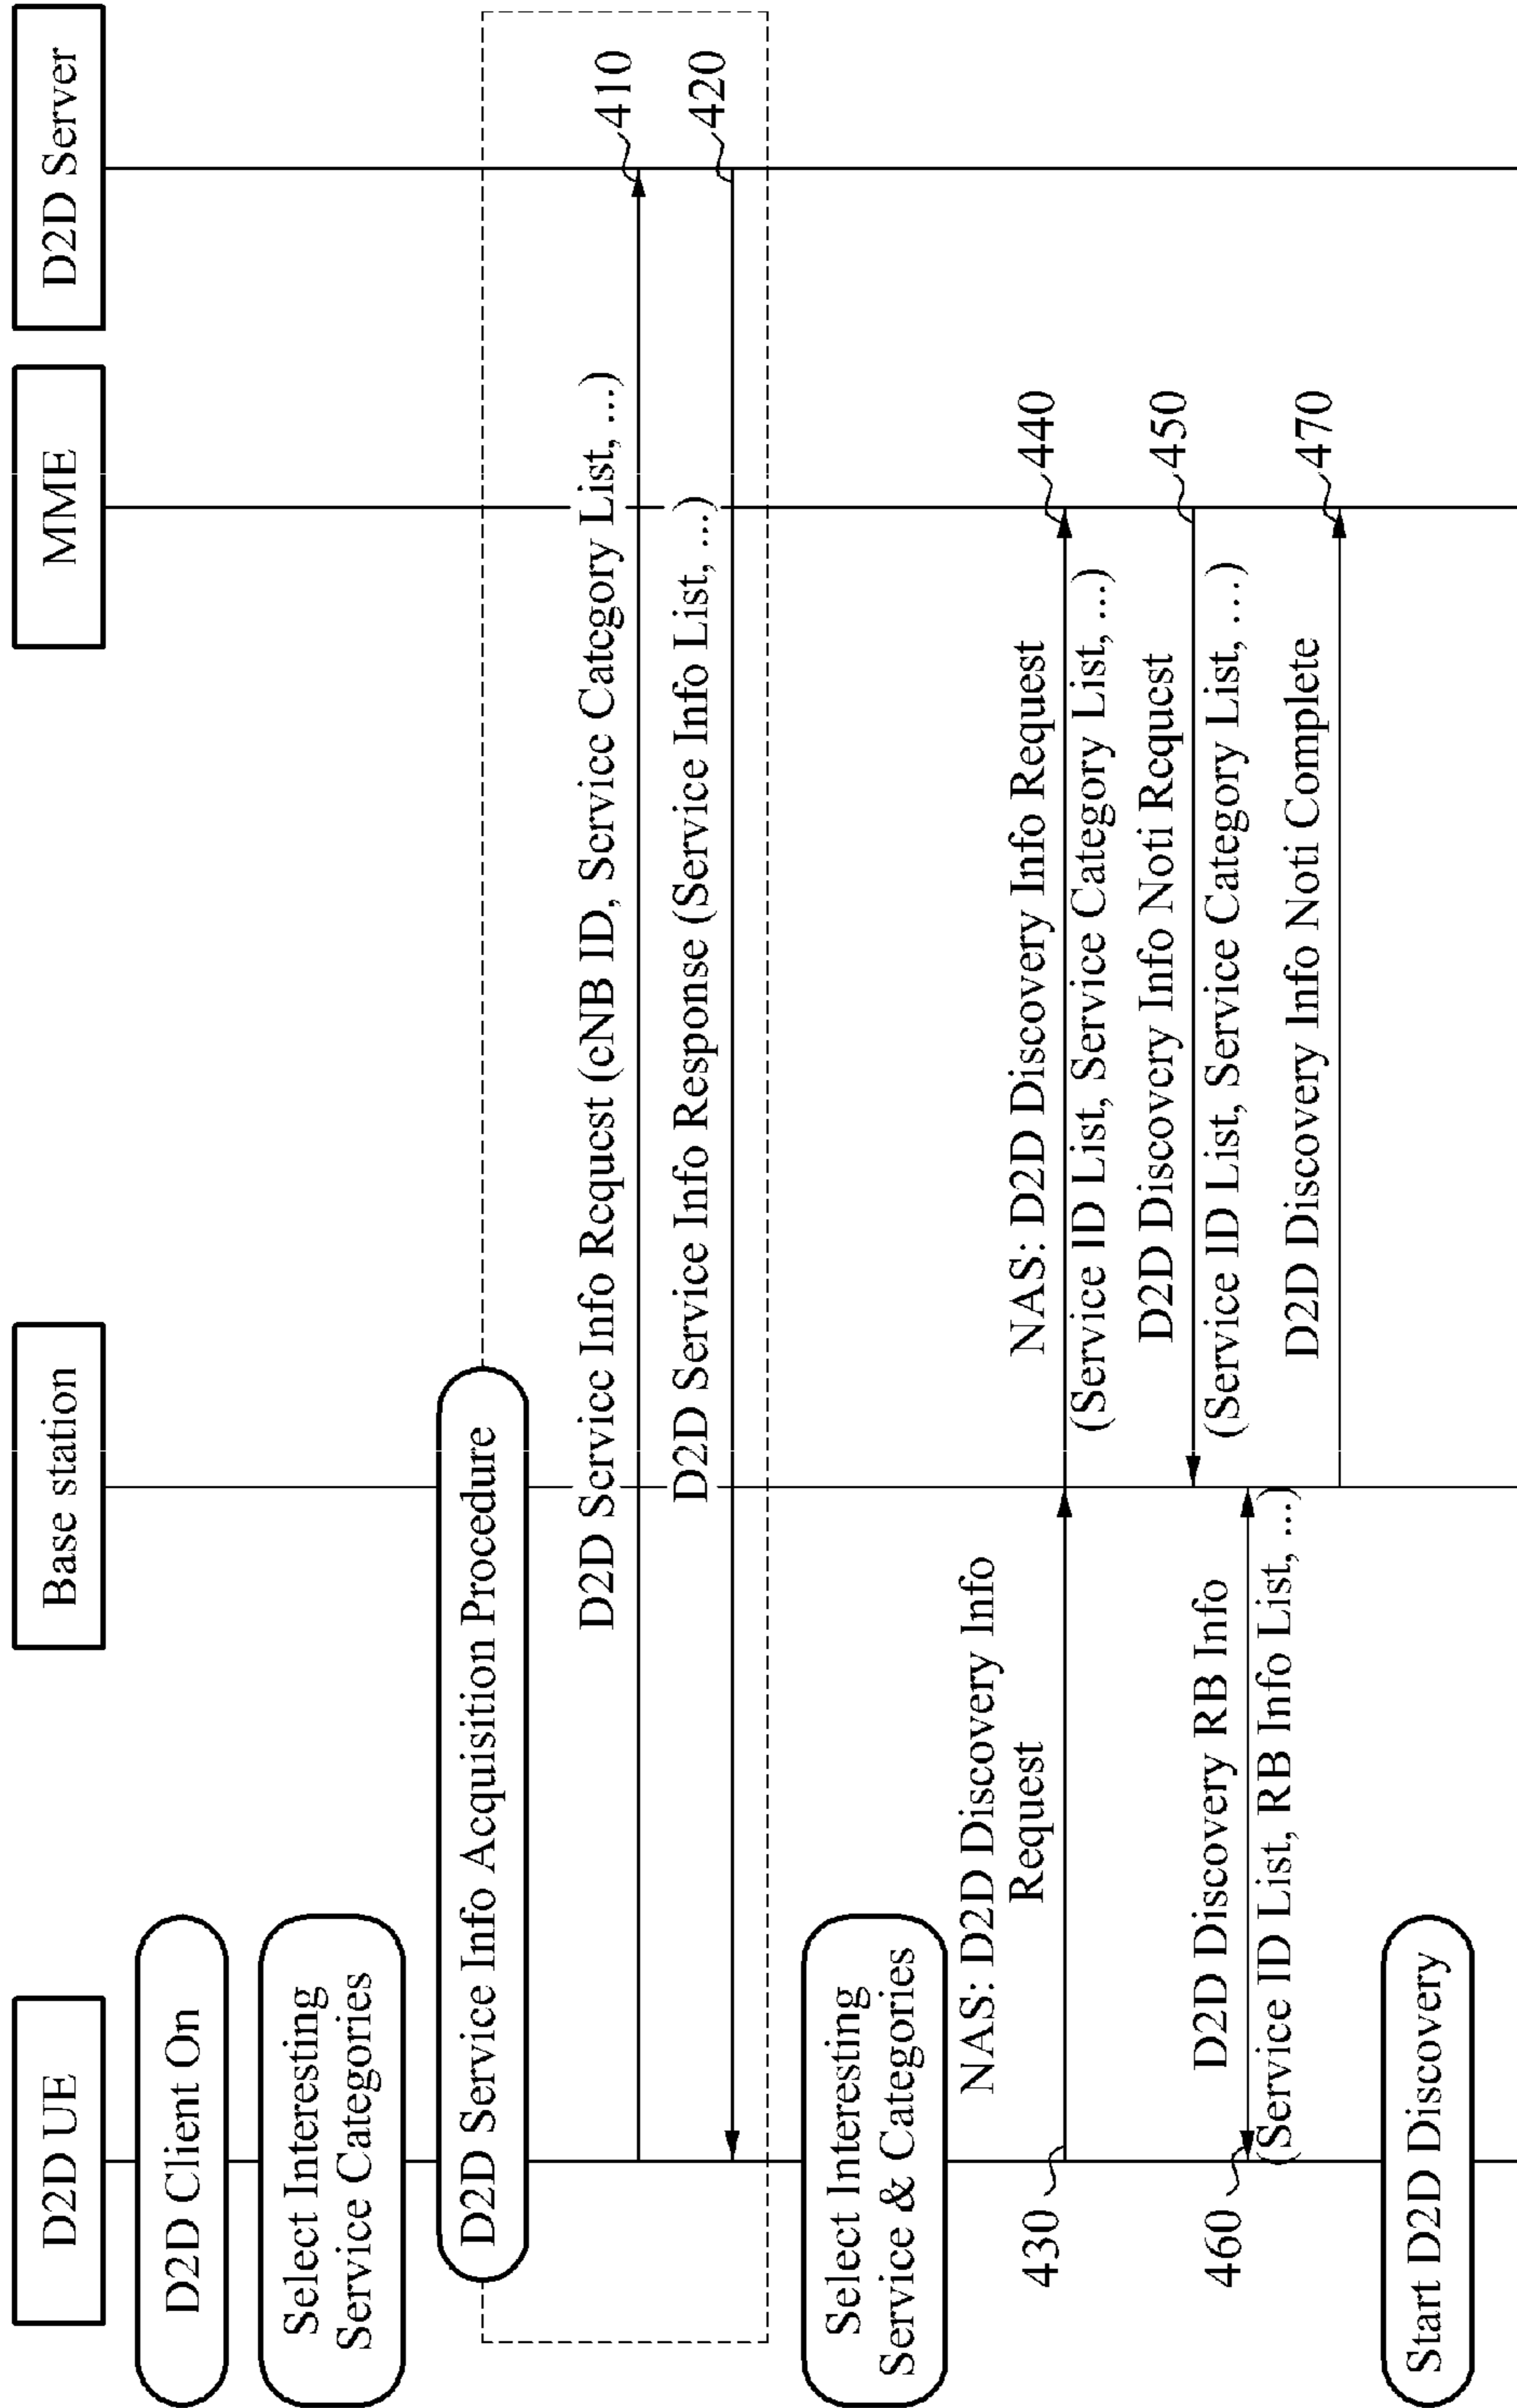 D2D UE
Base station
MME
D2D Server
D2D Client On
Select Interesting
Service Categories
D2D Service Info Acquisition Procedure
D2D Service Info Request (eNB ID, Service Category List, ...)
410
D2D Service Info Response (Service Info List, ...)
420
Select Interesting
Service & Categories
NAS: D2D Discovery Info
Request
430
NAS: D2D Discovery Info Request
(Service ID List, Service Category List, ...)
440
D2D Discovery Info Noti Request
(Service ID List, Service Category List, ....)
450
D2D Discovery RB Info
(Service ID List, RB Info List, ...)
460
D2D Discovery Info Noti Complete
470
Start D2D Discovery